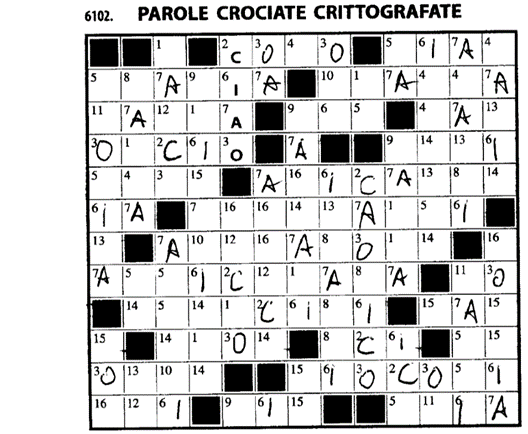 6102. PAROLE CROCIATE CRITTOGRAFATE
1 2 C 3 O 4 3 O 5 6 I 7 A 4
5 8 7 A 9 6 I 7 A 10 1 7 A 4 4 7 A
11 7 A 12 1 7 A 9 6 5 4 7 A 13
3 O 1 2 C 6 I 3 O 7 A 9 14 13 6 I
5 4 3 15 7 A 16 6 i 2 C 7 A 13 8 14
6 i 7 A 7 16 16 14 13 7 A 1 5 6 I
13 7 A 10 12 16 7 A 8 3 O 1 14 16
7 A 5 5 6 I 2 C 12 1 7 A 8 7 A 11 3 O
14 5 14 1 2 C 6 i 8 6 I 15 7 A 15
15 14 1 3 O 14 8 2 C 6 i 5 15
3 O 13 10 14 15 6 I 3 O 2 C 3 O 5 6 I
16 12 6 I 9 6 I 15 5 11 6 I 7 A